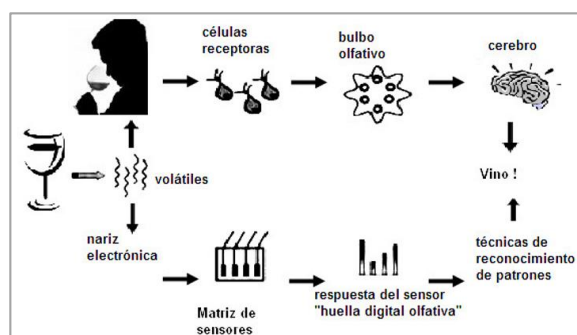 células
receptoras
bulbo
olfativo
cerebro
volátiles
Vino !
nariz
electrónica
Matriz de
sensores
respuesta del sensor
"huella digital olfativa"
técnicas de
reconocimiento
de patrones